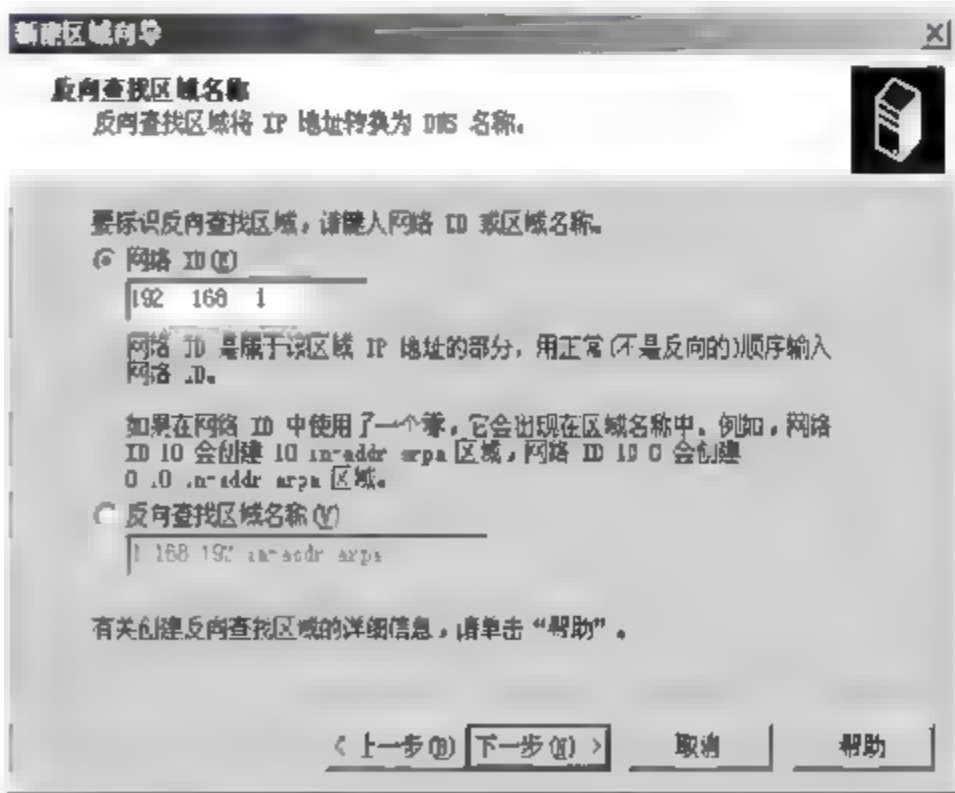 新建区域向导
反向查找区域名称
反向查找区域将 IP 地址转换为 DNS 名称。
要标识反向查找区域，请键入网络 ID 或区域名称。
网络 ID(E)
192 168 1
网络 ID 是属于该区域 IP 地址的部分，用正常(不是反向的)顺序输入
网络 ID。
如果在网络 ID 中使用了一个零，它会出现在区域名称中。例如，网络
ID 10 会创建 10 in-addr arpa 区域，网络 ID 10 0 会创建
0 10 in-addr arpa 区域。
反向查找区域名称(V)
1 168 192 in-addr arpa
有关创建反向查找区域的详细信息，请单击“帮助”。
< 上一步(B)
下一步(N) >
取消
帮助